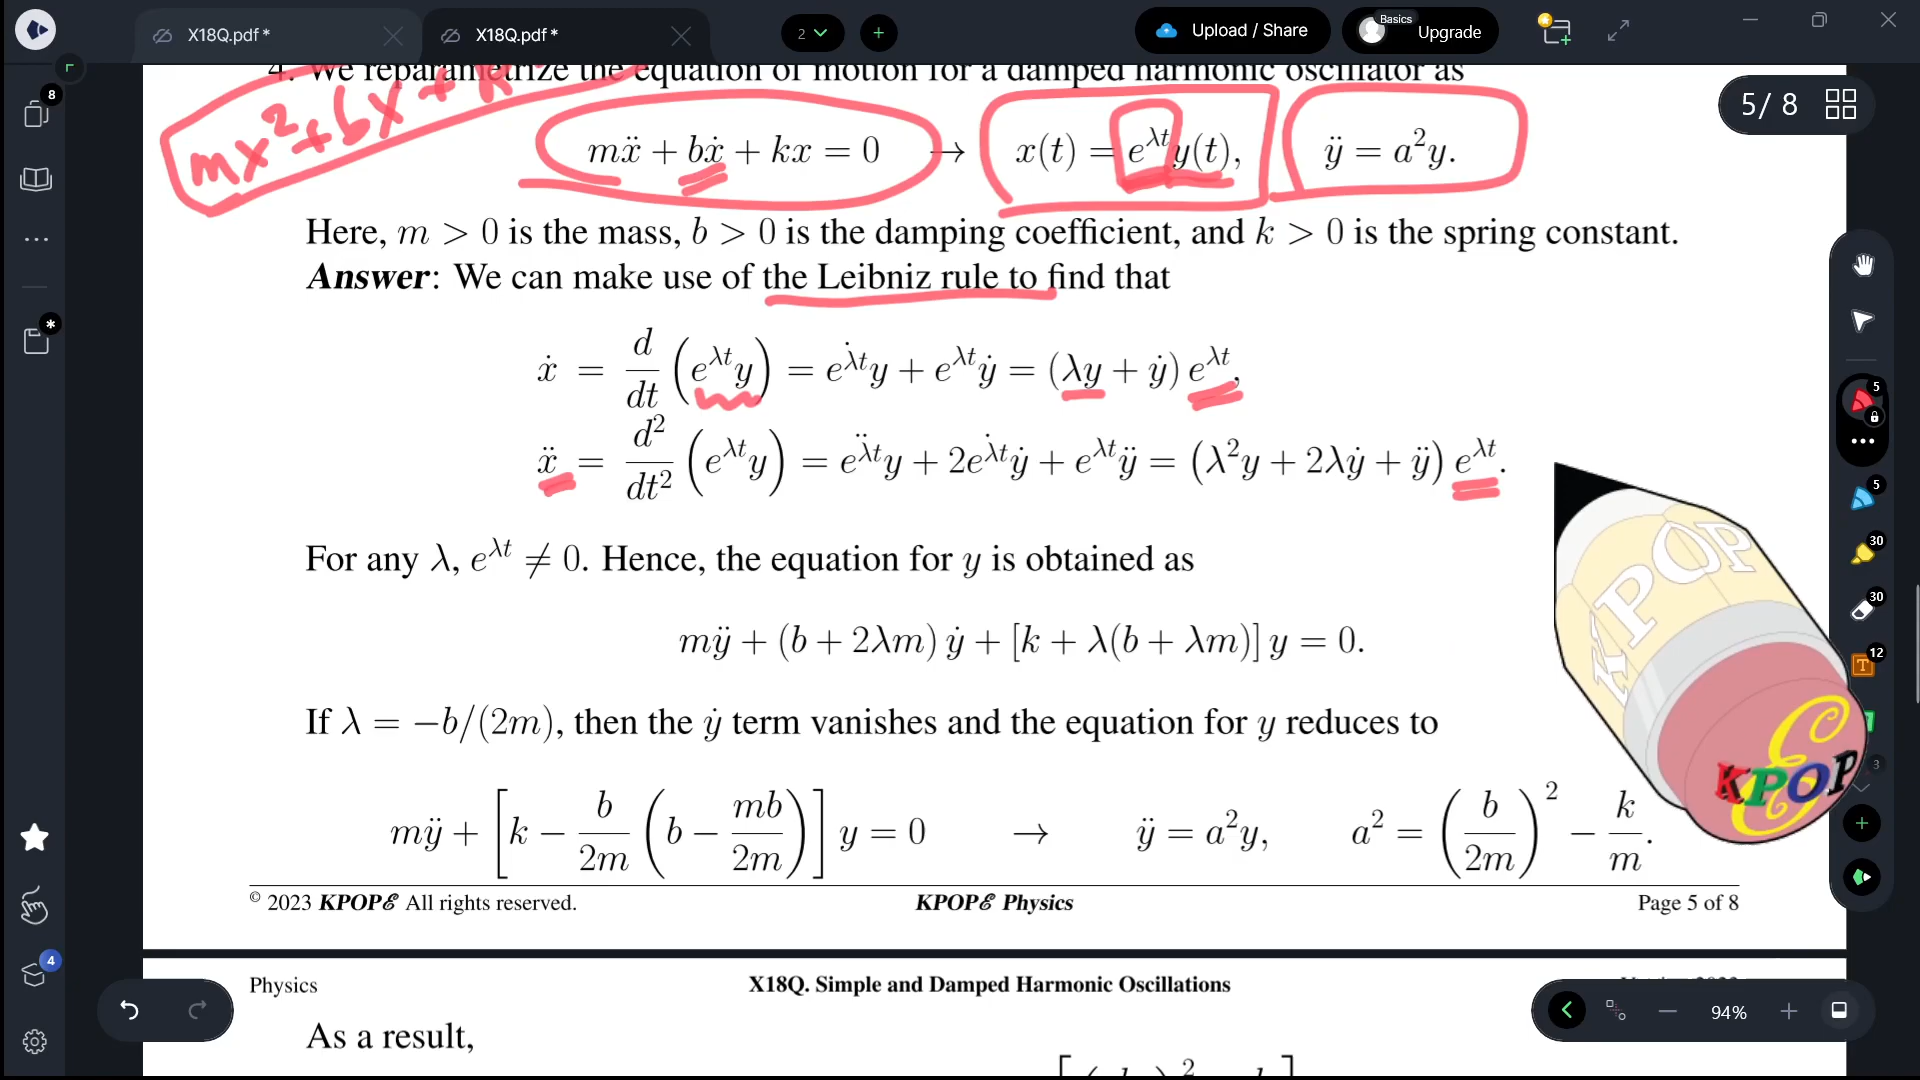 X18Q.pdf *
X18Q.pdf *
2
Upload / Share
Basics
Upgrade
8
5/ 8
4. We reparametrize the equation of motion for a damped harmonic oscillator as
mx² + bx +
mẍ + bẋ + kx = 0 → x(t) = e^{λt}y(t), ÿ = a²y.
Here, m > 0 is the mass, b > 0 is the damping coefficient, and k > 0 is the spring constant.
Answer: We can make use of the Leibniz rule to find that
ẋ = d/dt (e^{λt}y) = ė^{λt}y + e^{λt}ẏ = (λy + ẏ) e^{λt},
ẍ = d²/dt² (e^{λt}y) = ë^{λt}y + 2ė^{λt}ẏ + e^{λt}ÿ = (λ²y + 2λẏ + ÿ) e^{λt}.
For any λ, e^{λt} ≠ 0. Hence, the equation for y is obtained as
mÿ + (b + 2λm) ẏ + [k + λ(b + λm)] y = 0.
If λ = −b/(2m), then the ẏ term vanishes and the equation for y reduces to
mÿ + [k − b/2m (b − mb/2m)] y = 0 → ÿ = a²y, a² = (b/2m)² − k/m.
© 2023 KPOPℰ All rights reserved.
KPOPℰ Physics
Page 5 of 8
Physics
X18Q. Simple and Damped Harmonic Oscillations
As a result,
KPOP
KPOP
ℰ
5
5
30
30
T
12
3
4
94%